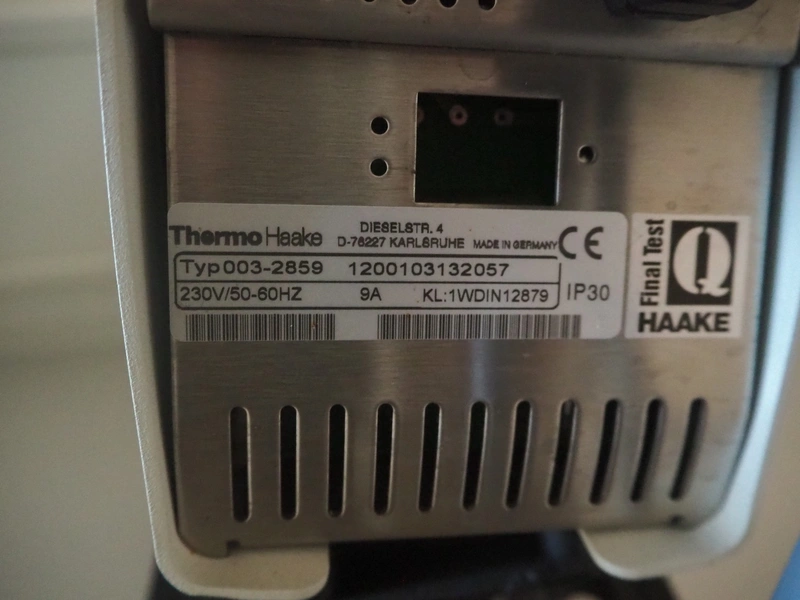 Thermo Haake
DIESELSTR. 4
D-76227 KARLSRUHE MADE IN GERMANY
CE
Typ 003-2859 1200103132057
230V/50-60HZ 9A KL:1WDIN12879
IP30
Final Test
Q
HAAKE